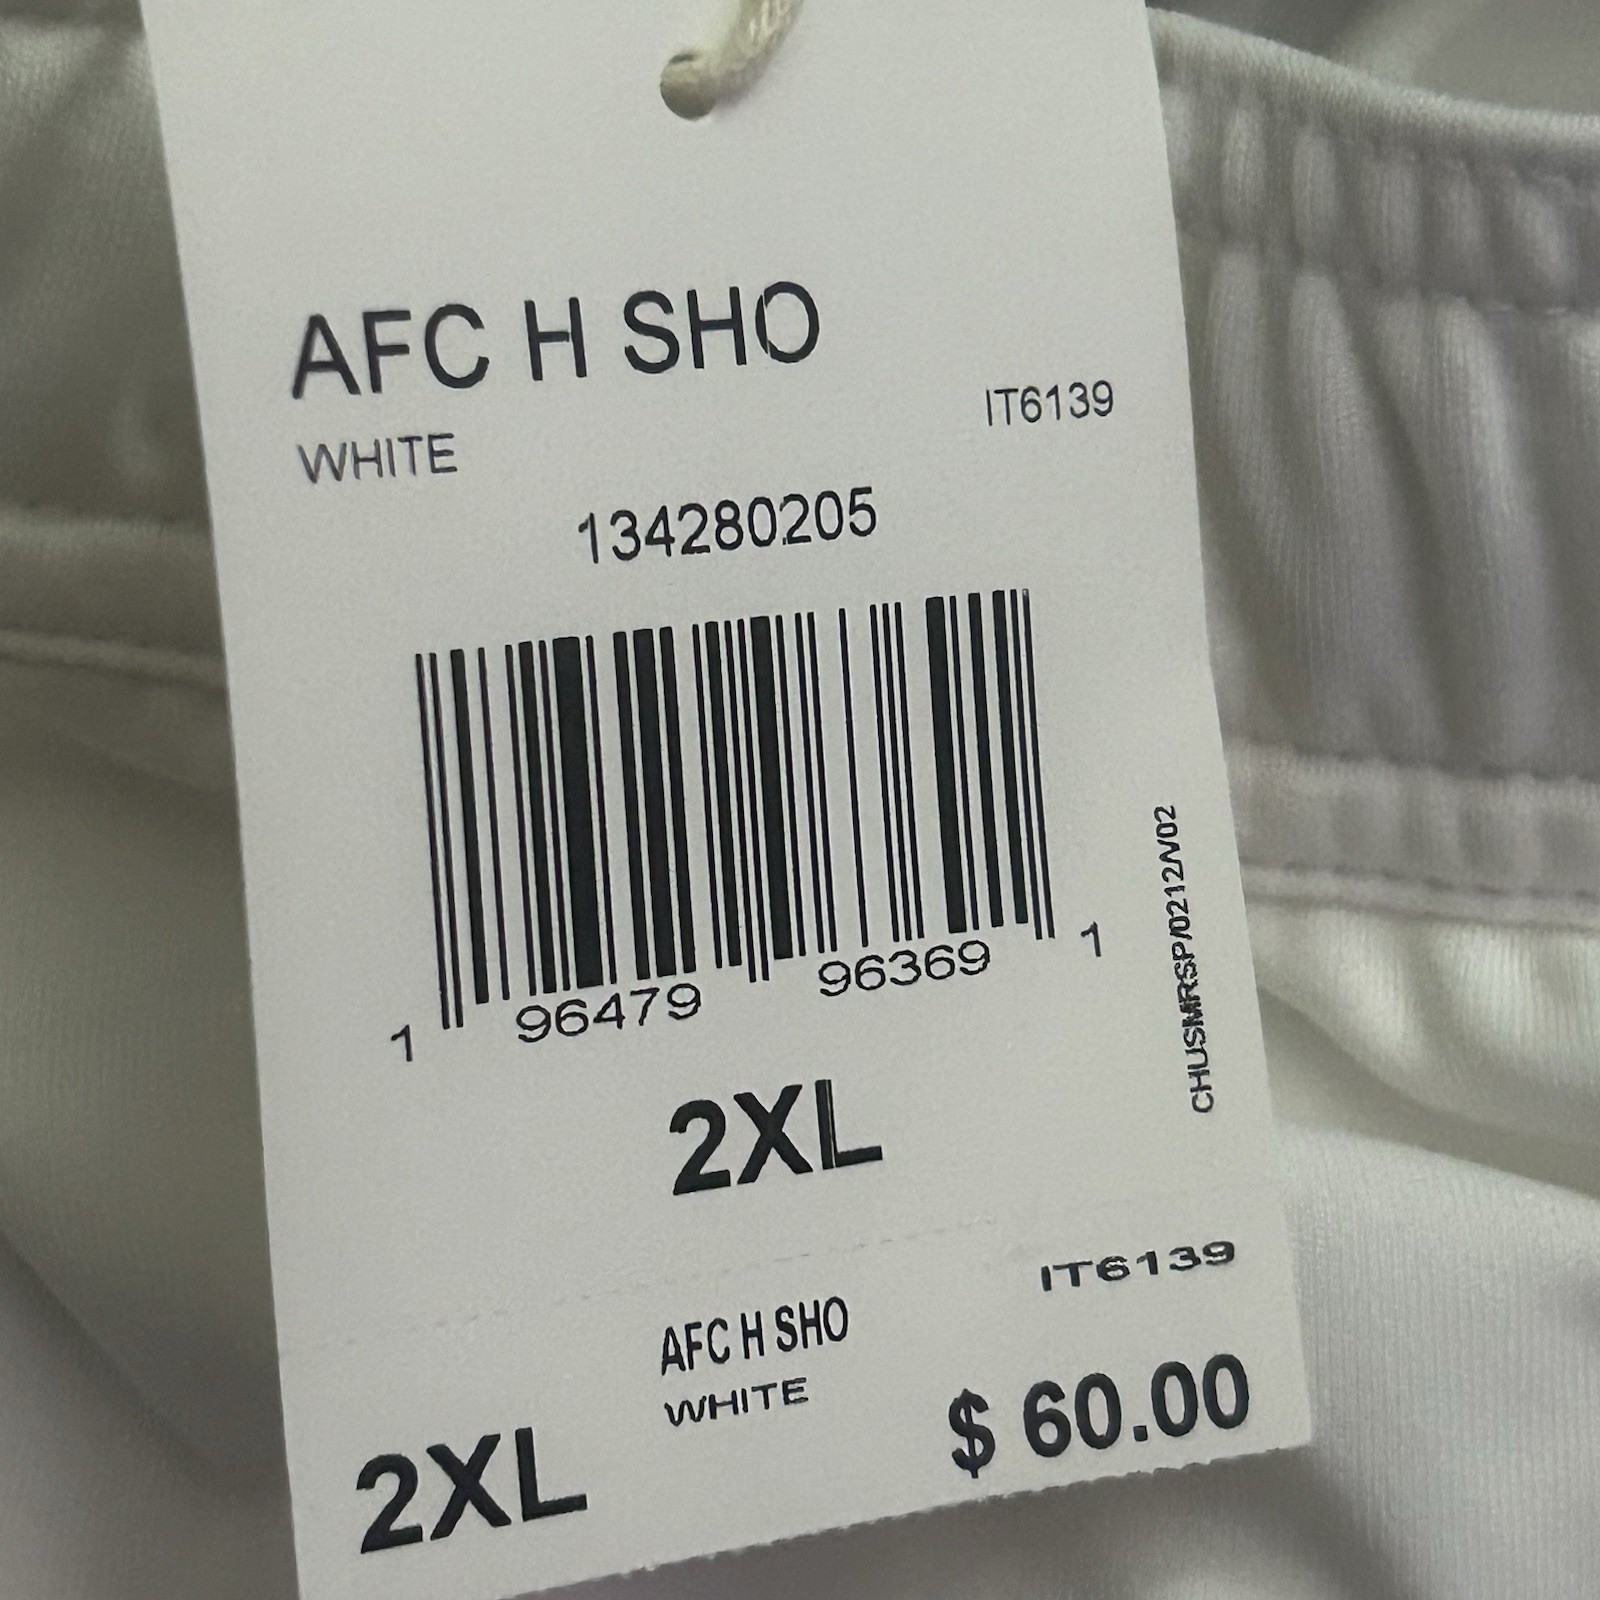 AFC H SHO
IT6139
WHITE
134280205
1 96479 96369 1
CHUSMRSP/0212/V02
2XL
IT6139
AFC H SHO
WHITE
2XL
$ 60.00